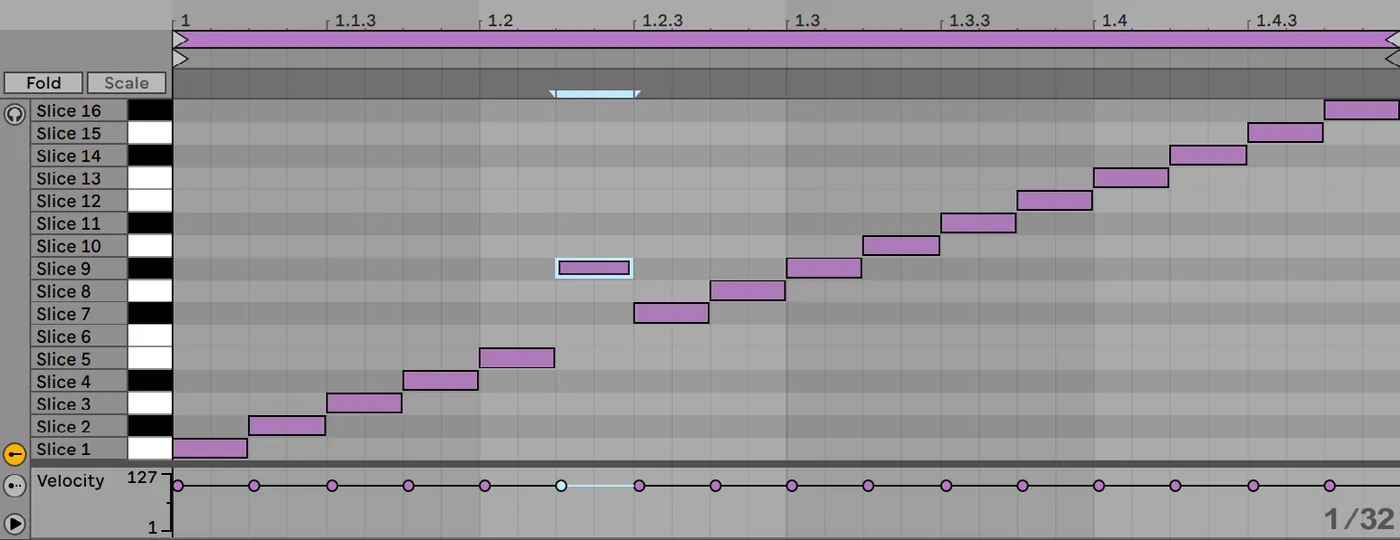 1 1.1.3 1.2 1.2.3 1.3 1.3.3 1.4 1.4.3
Fold Scale
Slice 16
Slice 15
Slice 14
Slice 13
Slice 12
Slice 11
Slice 10
Slice 9
Slice 8
Slice 7
Slice 6
Slice 5
Slice 4
Slice 3
Slice 2
Slice 1
Velocity 127
1
1/32